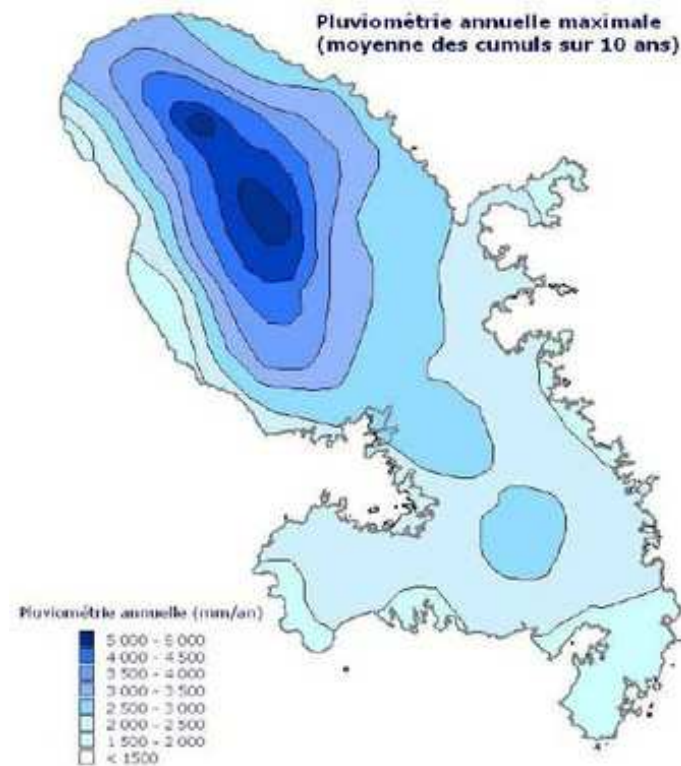 Pluviométrie annuelle maximale
(moyenne des cumuls sur 10 ans)
Pluviométrie annuelle (mm/an)
5 000 - 6 000
4 000 - 4 500
3 500 - 4 000
3 000 - 3 500
2 500 - 3 000
2 000 - 2 500
1 500 - 2 000
< 1500